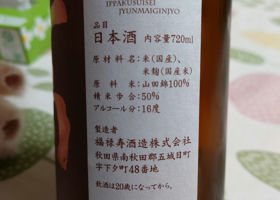 IPPAKUSUISEI
JYUNMAIGINJYO
品目
日本酒 内容量720ml
原材料名:米(国産)、
米麹(国産米)
原料米:山田錦100%
精米歩合:50%
アルコール分:16度
製造者
福禄寿酒造株式会社
秋田県南秋田郡五城目町
字下タ町48番地
飲酒は20歳になってから。